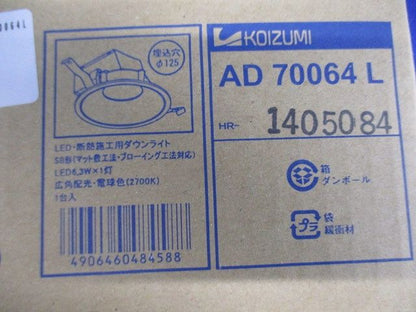 0064L
埋込穴
φ125
LED・断熱施工用ダウンライト
SB形(マット敷工法・ブローイング工法対応)
LED6.3W×1灯
広角配光・電球色(2700K)
1台入
4906460484588
KOIZUMI
AD 70064 L
HR- 1405084
箱
ダンボール
プラ
袋
緩衝材